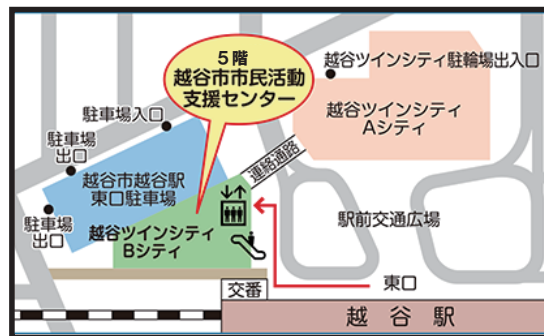 5階
越谷市市民活動
支援センター
越谷ツインシティ駐輪場出入口
越谷ツインシティ
Aシティ
駐車場入口
駐車場
出口
連絡通路
越谷市越谷駅
東口駐車場
駐車場
出口
越谷ツインシティ
Bシティ
駅前交通広場
交番
東口
越谷駅